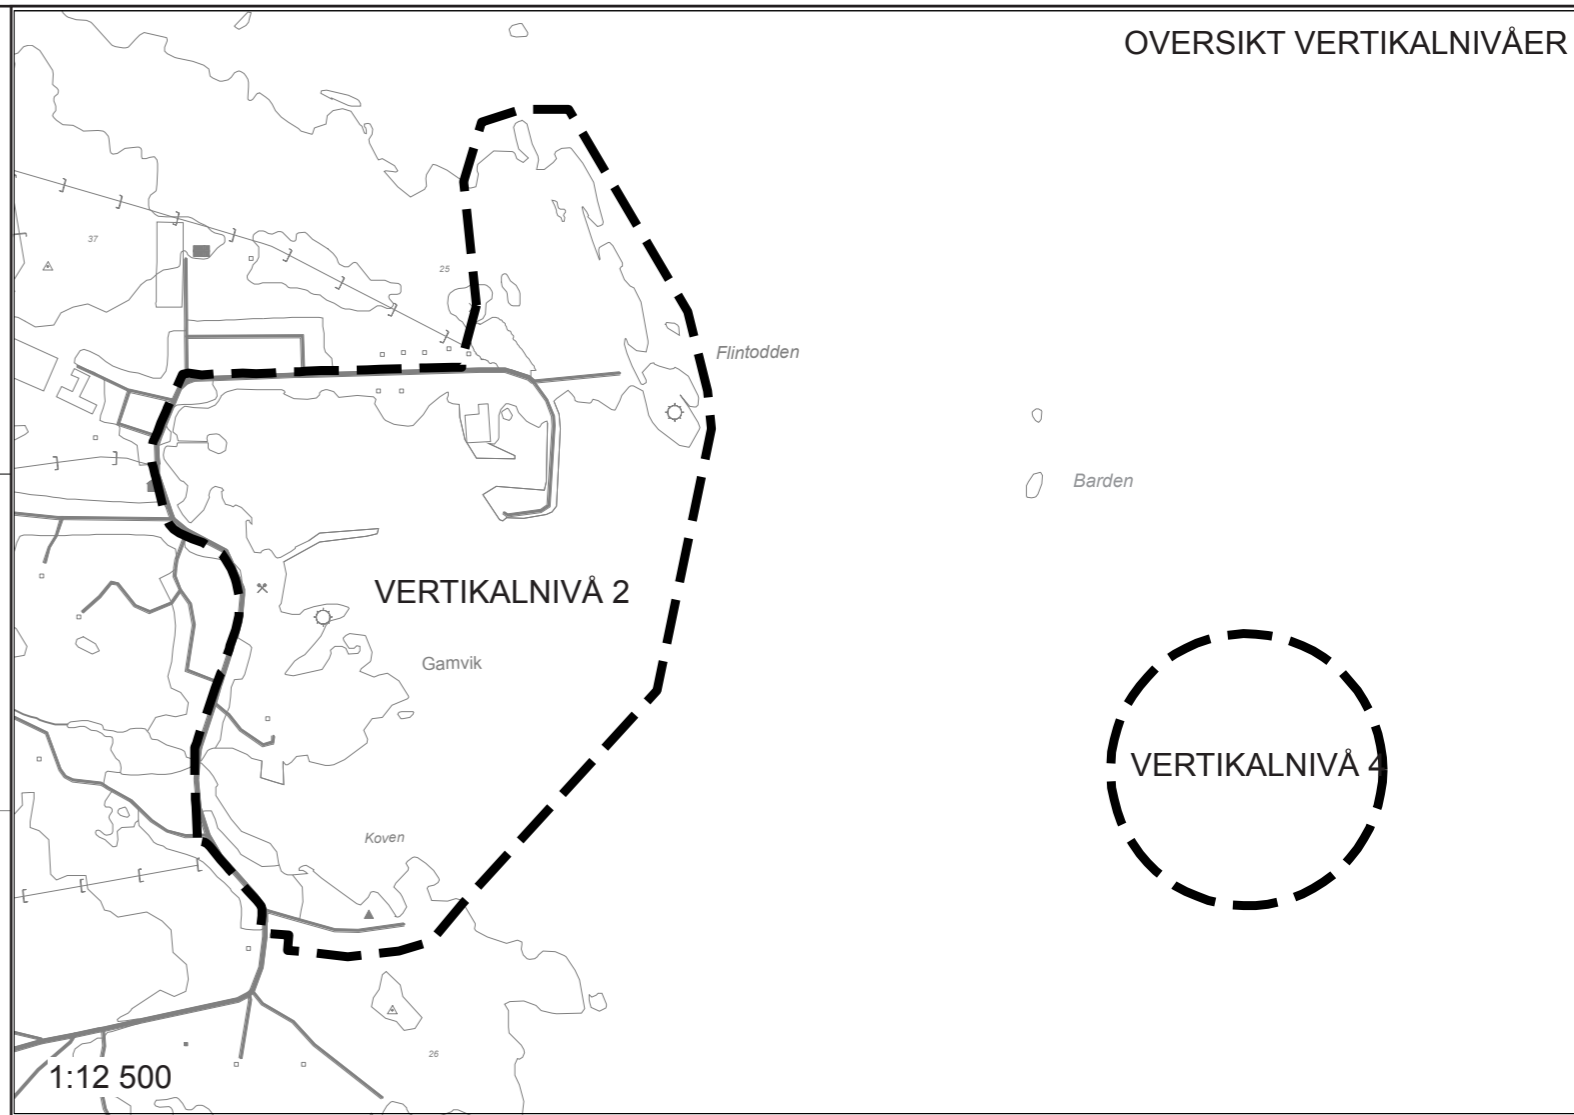 OVERSIKT VERTIKALNIVÅER
37
25
Flintodden
Barden
VERTIKALNIVÅ 2
Gamvik
VERTIKALNIVÅ 4
Koven
26
1:12 500